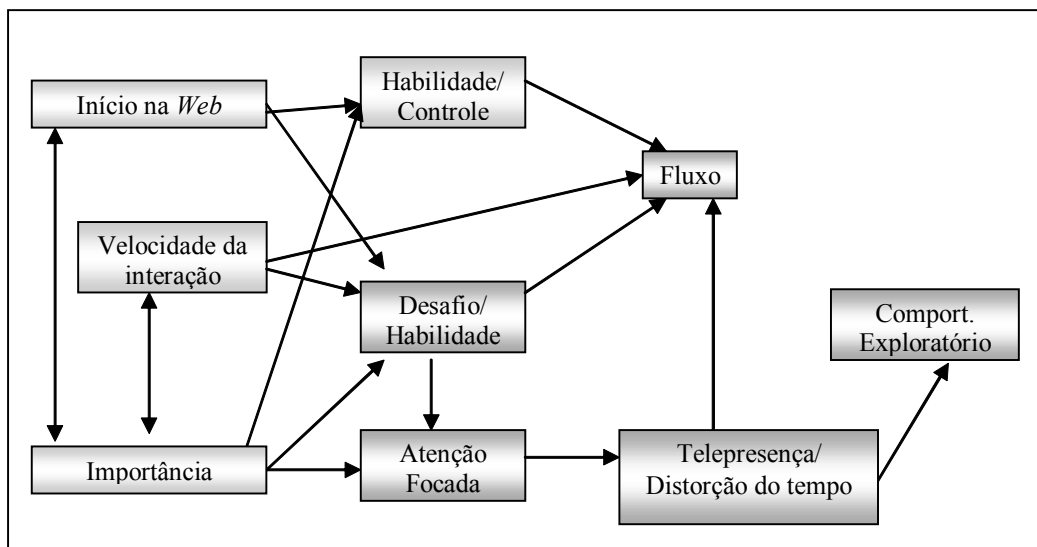 Habilidade/
Controle
Início na Web
Fluxo
Velocidade da
interação
Desafio/
Habilidade
Comport.
Exploratório
Importância
Atenção
Focada
Telepresença/
Distorção do tempo